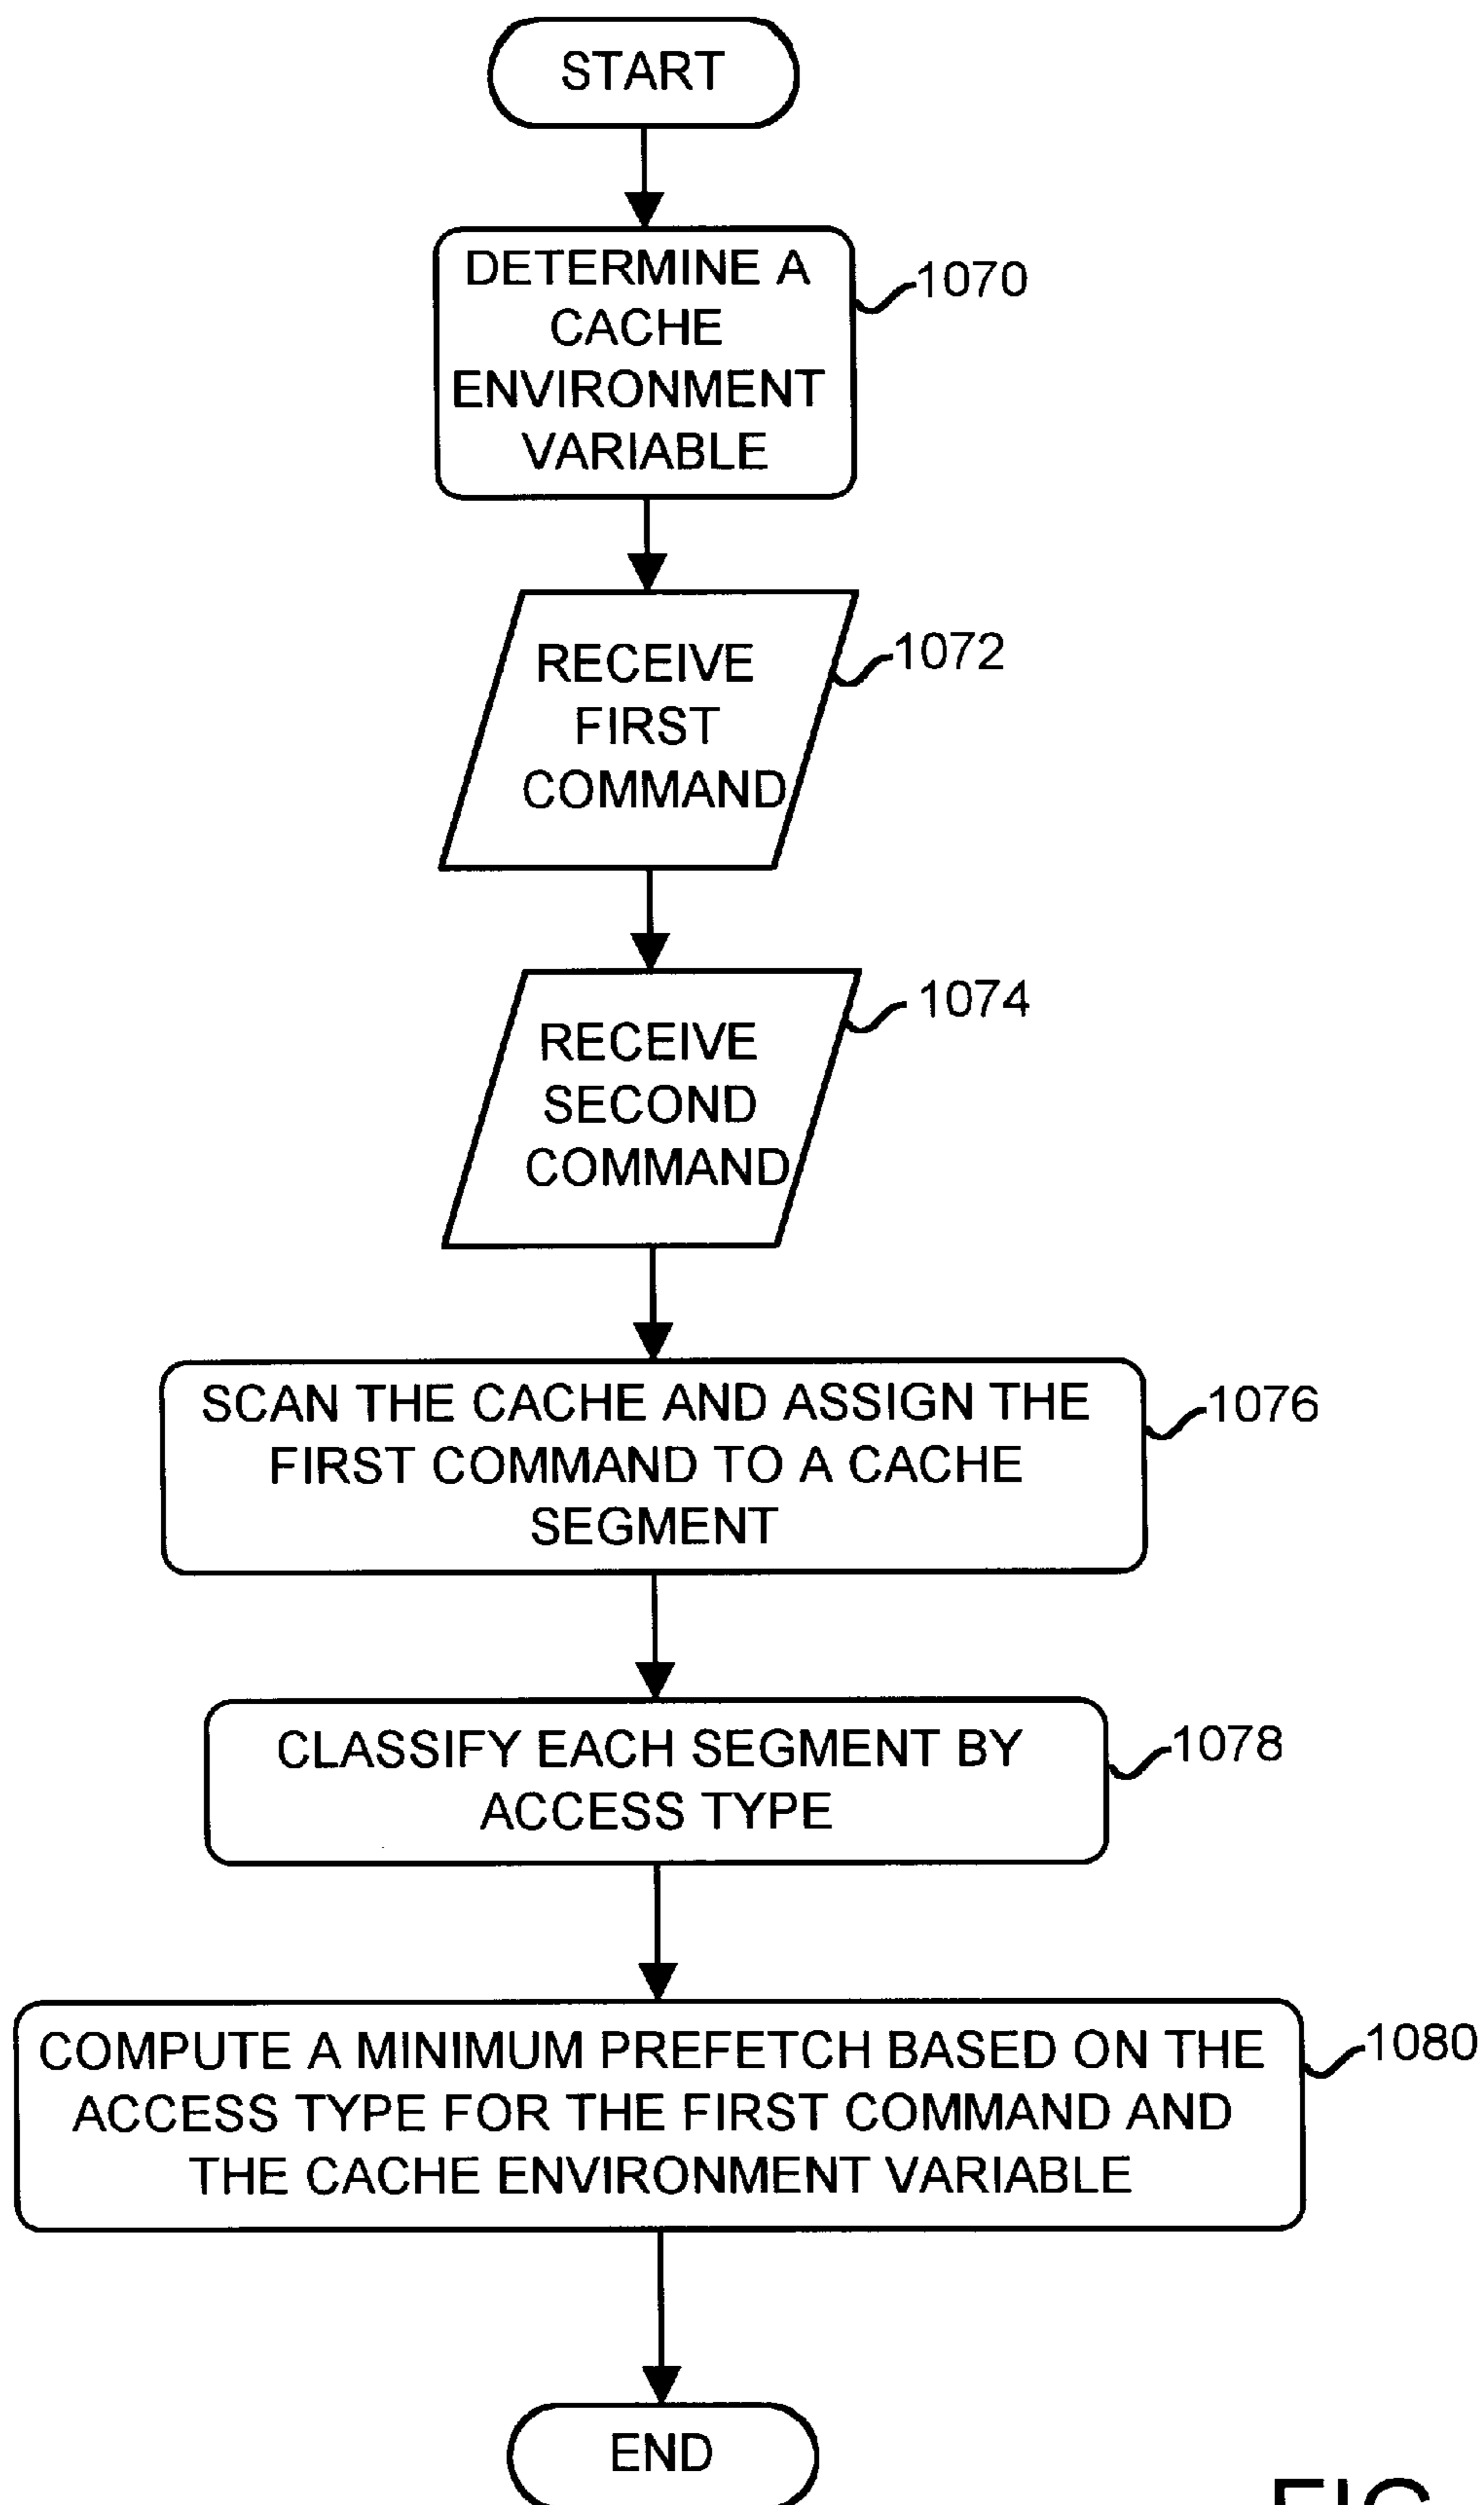 START
DETERMINE A
CACHE
ENVIRONMENT
VARIABLE
1070
RECEIVE
FIRST
COMMAND
1072
RECEIVE
SECOND
COMMAND
1074
SCAN THE CACHE AND ASSIGN THE
FIRST COMMAND TO A CACHE
SEGMENT
1076
CLASSIFY EACH SEGMENT BY
ACCESS TYPE
1078
COMPUTE A MINIMUM PREFETCH BASED ON THE
ACCESS TYPE FOR THE FIRST COMMAND AND
THE CACHE ENVIRONMENT VARIABLE
1080
END